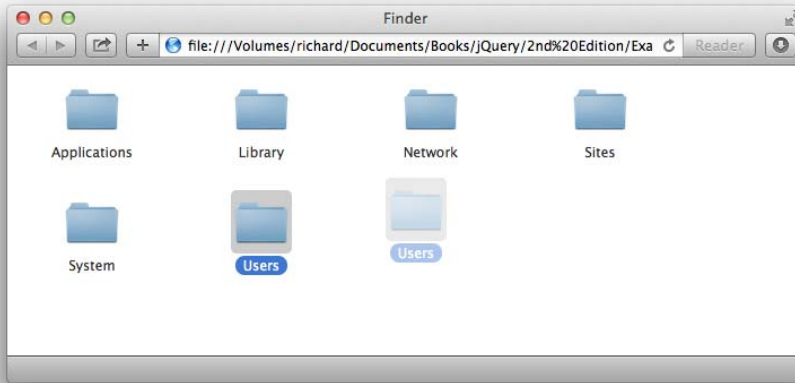 Finder
file:///Volumes/richard/Documents/Books/jQuery/2nd%20Edition/Exa Reader
Applications Library Network Sites
System Users Users